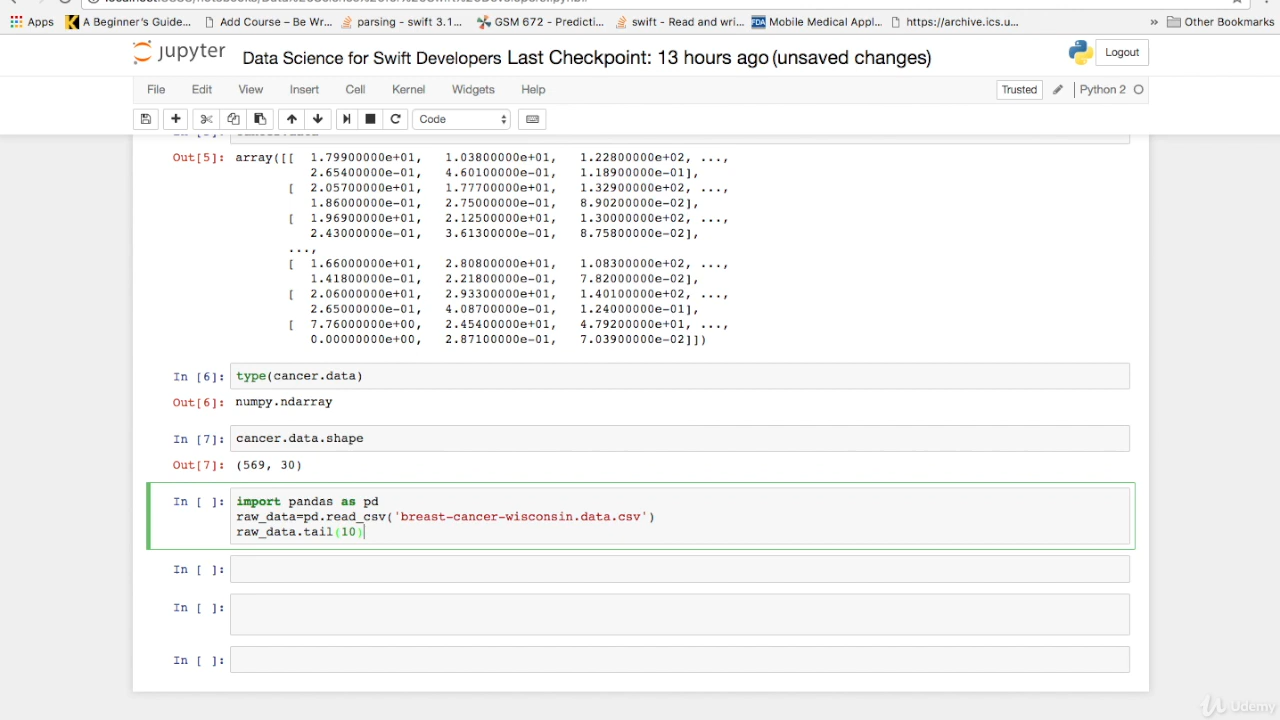 Apps A Beginner's Guide... Add Course – Be Wr... parsing - swift 3.1... GSM 672 - Predicti... swift - Read and wri... FDA Mobile Medical Appl... https://archive.ics.u... » Other Bookmarks
jupyter Data Science for Swift Developers Last Checkpoint: 13 hours ago (unsaved changes) Logout
File Edit View Insert Cell Kernel Widgets Help Trusted Python 2
Code
Out[5]: array([[ 1.79900000e+01, 1.03800000e+01, 1.22800000e+02, ...,
2.65400000e-01, 4.60100000e-01, 1.18900000e-01],
[ 2.05700000e+01, 1.77700000e+01, 1.32900000e+02, ...,
1.86000000e-01, 2.75000000e-01, 8.90200000e-02],
[ 1.96900000e+01, 2.12500000e+01, 1.30000000e+02, ...,
2.43000000e-01, 3.61300000e-01, 8.75800000e-02],
...,
[ 1.66000000e+01, 2.80800000e+01, 1.08300000e+02, ...,
1.41800000e-01, 2.21800000e-01, 7.82000000e-02],
[ 2.06000000e+01, 2.93300000e+01, 1.40100000e+02, ...,
2.65000000e-01, 4.08700000e-01, 1.24000000e-01],
[ 7.76000000e+00, 2.45400000e+01, 4.79200000e+01, ...,
0.00000000e+00, 2.87100000e-01, 7.03900000e-02]])
In [6]: type(cancer.data)
Out[6]: numpy.ndarray
In [7]: cancer.data.shape
Out[7]: (569, 30)
In [ ]: import pandas as pd
raw_data=pd.read_csv('breast-cancer-wisconsin.data.csv')
raw_data.tail(10)
In [ ]:
In [ ]:
In [ ]:
Udemy